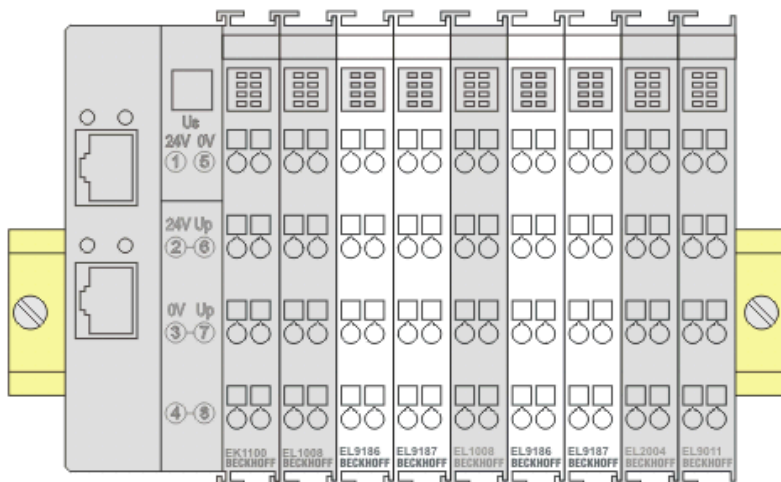 Us
24V 0V
1 5
24V Up
2 6
0V Up
3 7
4 8
EK1100 EL1008 EL9186 EL9187 EL1008 EL9186 EL9187 EL2004 EL9011
BECKHOFF BECKHOFF BECKHOFF BECKHOFF BECKHOFF BECKHOFF BECKHOFF BECKHOFF BECKHOFF